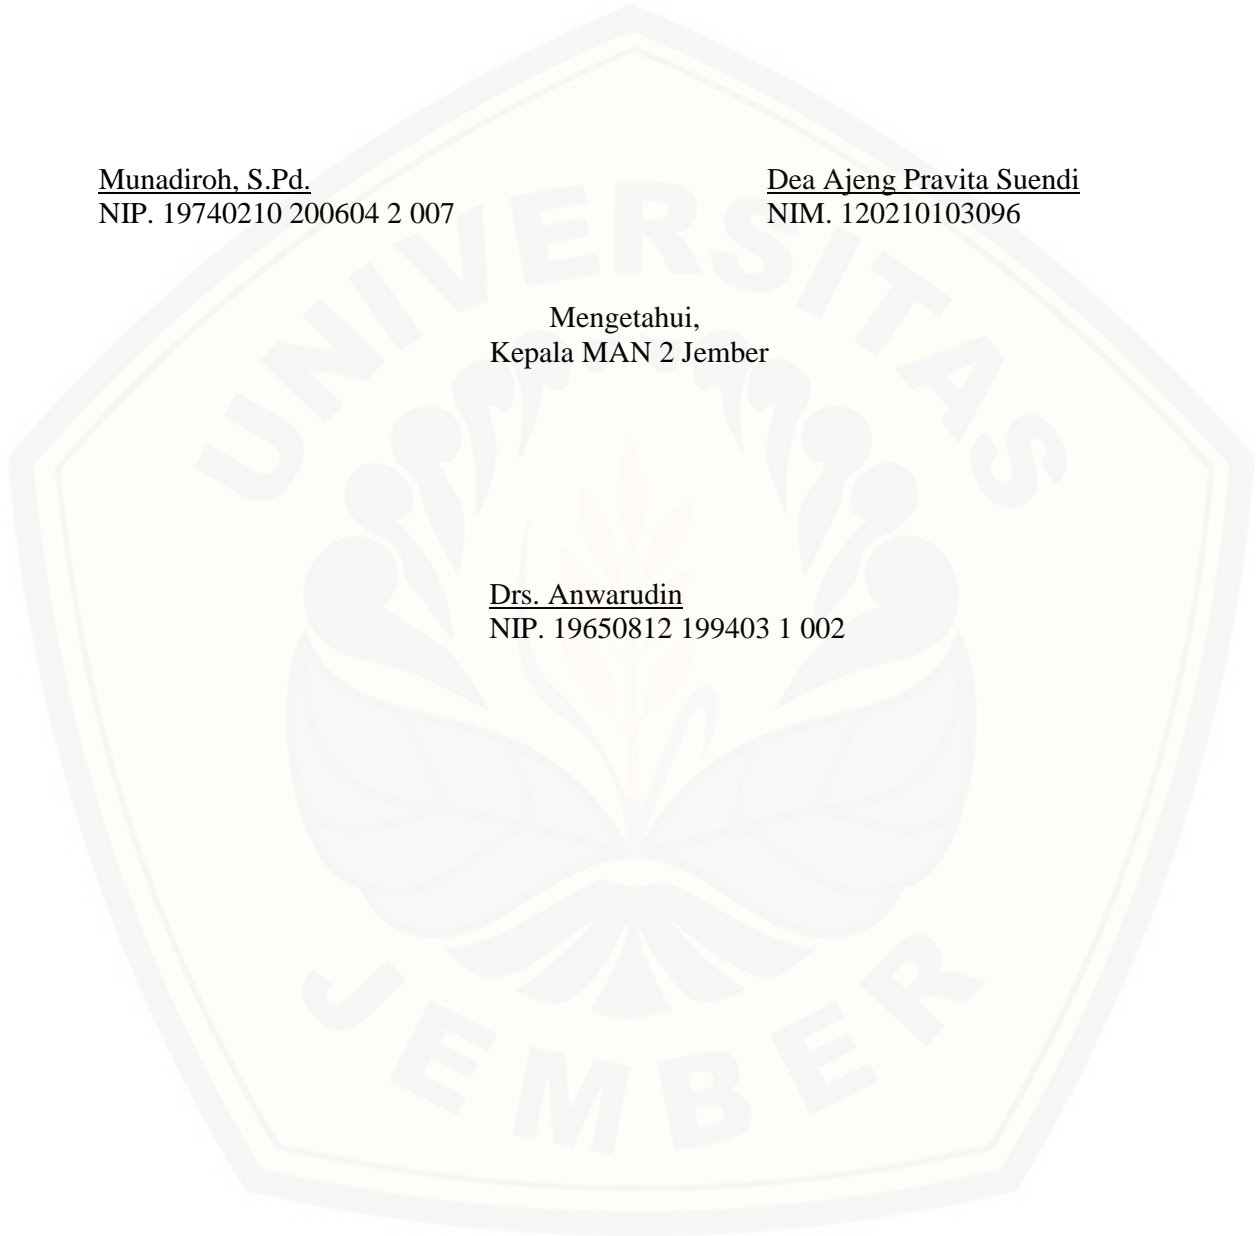 Munadiroh, S.Pd.
NIP. 19740210 200604 2 007
Dea Ajeng Pravita Suendi
NIM. 120210103096
Mengetahui,
Kepala MAN 2 Jember
Drs. Anwarudin
NIP. 19650812 199403 1 002
UNIVERSITAS
JEMBER